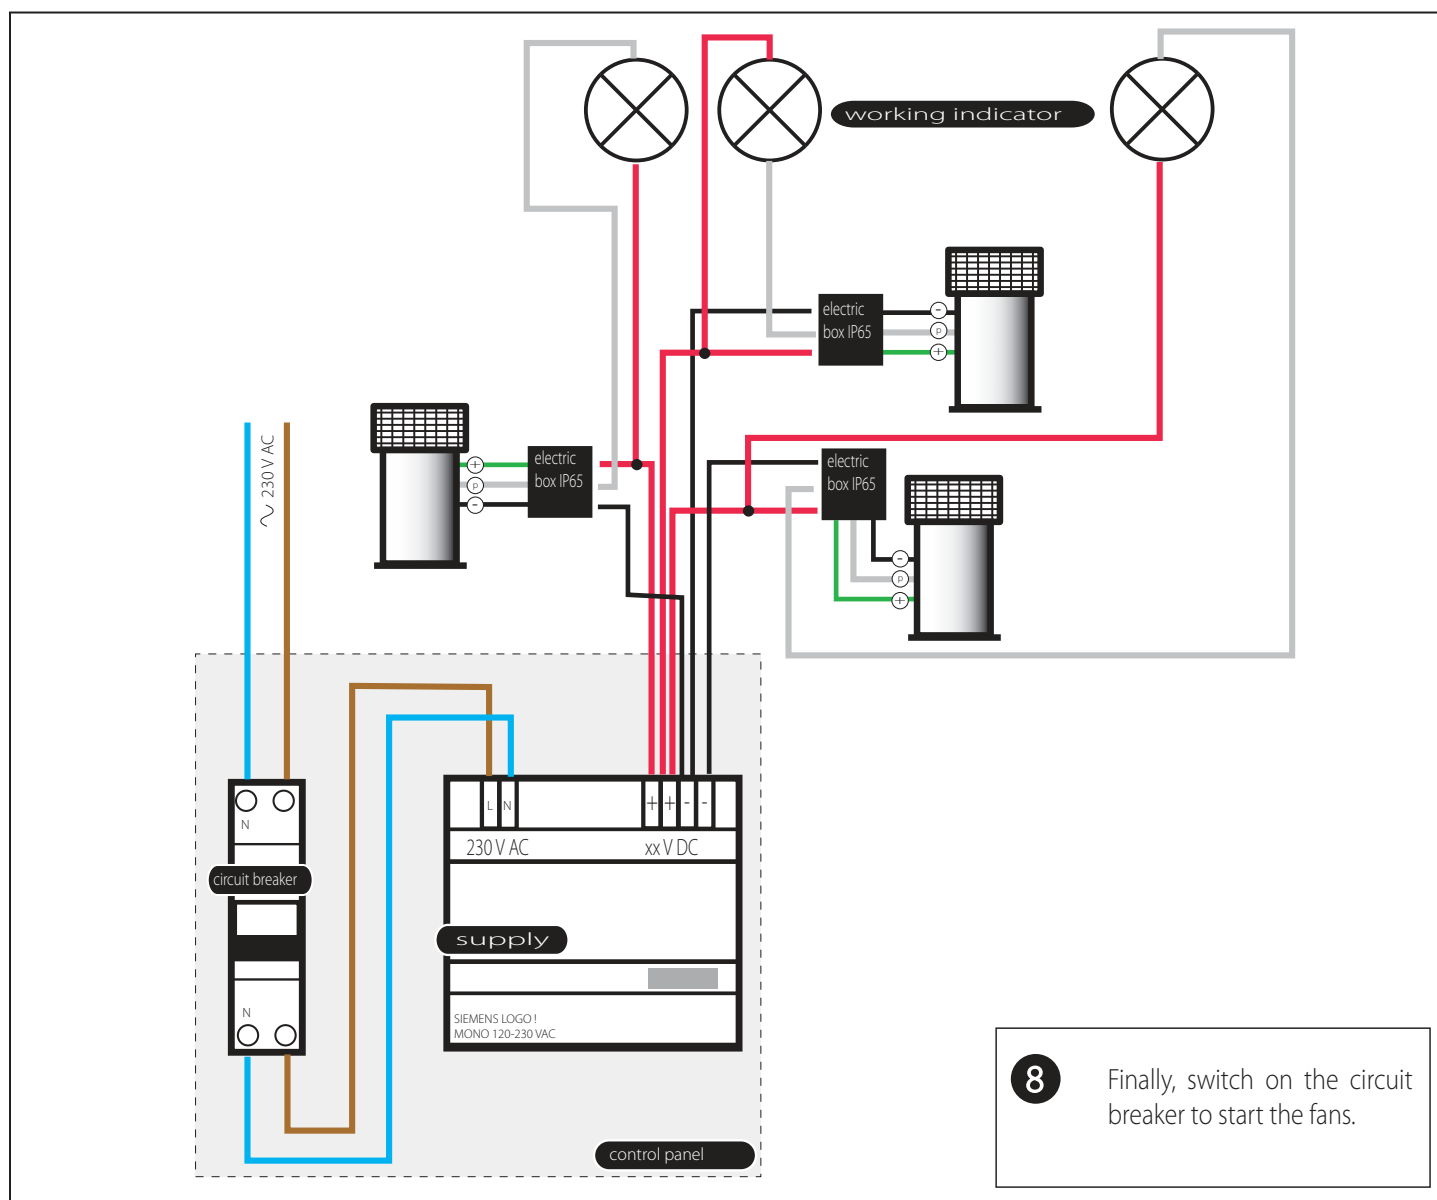 working indicator
electric
box IP65
-
p
+
230 V AC
electric
box IP65
+
p
-
electric
box IP65
-
p
+
L N
+ + - -
N
230 V AC
xx V DC
circuit breaker
supply
N
SIEMENS LOGO !
MONO 120-230 VAC
control panel
8
Finally, switch on the circuit
breaker to start the fans.